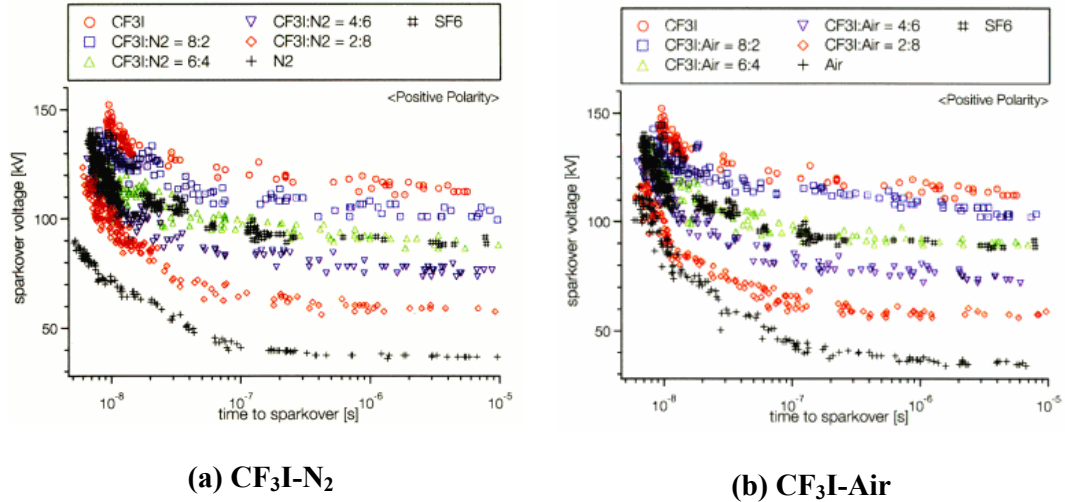 CF3I CF3I:N2 = 4:6 SF6
CF3I:N2 = 8:2 CF3I:N2 = 2:8
CF3I:N2 = 6:4 N2
<Positive Polarity>
150
100
50
sparkover voltage [kV]
10-8 10-7 10-6 10-5
time to sparkover [s]
(a) CF3I-N2
CF3I CF3I:Air = 4:6 SF6
CF3I:Air = 8:2 CF3I:Air = 2:8
CF3I:Air = 6:4 Air
<Positive Polarity>
150
100
50
sparkover voltage [kV]
10-8 10-7 10-6 10-5
time to sparkover [s]
(b) CF3I-Air